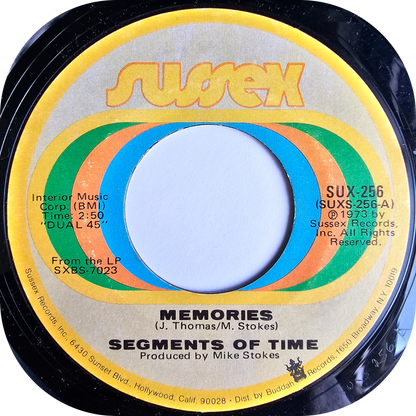 sussex
Interior Music
Corp. (BMI)
Time: 2:50
"DUAL 45"
From the LP
SXBS-7023
SUX-256
(SUXS-256-A)
Ⓟ 1973 by
Sussex Records,
Inc. All Rights
Reserved.
MEMORIES
(J. Thomas/M. Stokes)
SEGMENTS OF TIME
Produced by Mike Stokes
Sussex Records, Inc. 6430 Sunset Blvd., Hollywood, Calif. 90028 - Dist. by Buddah Records, 1650 Broadway, N.Y. 10019